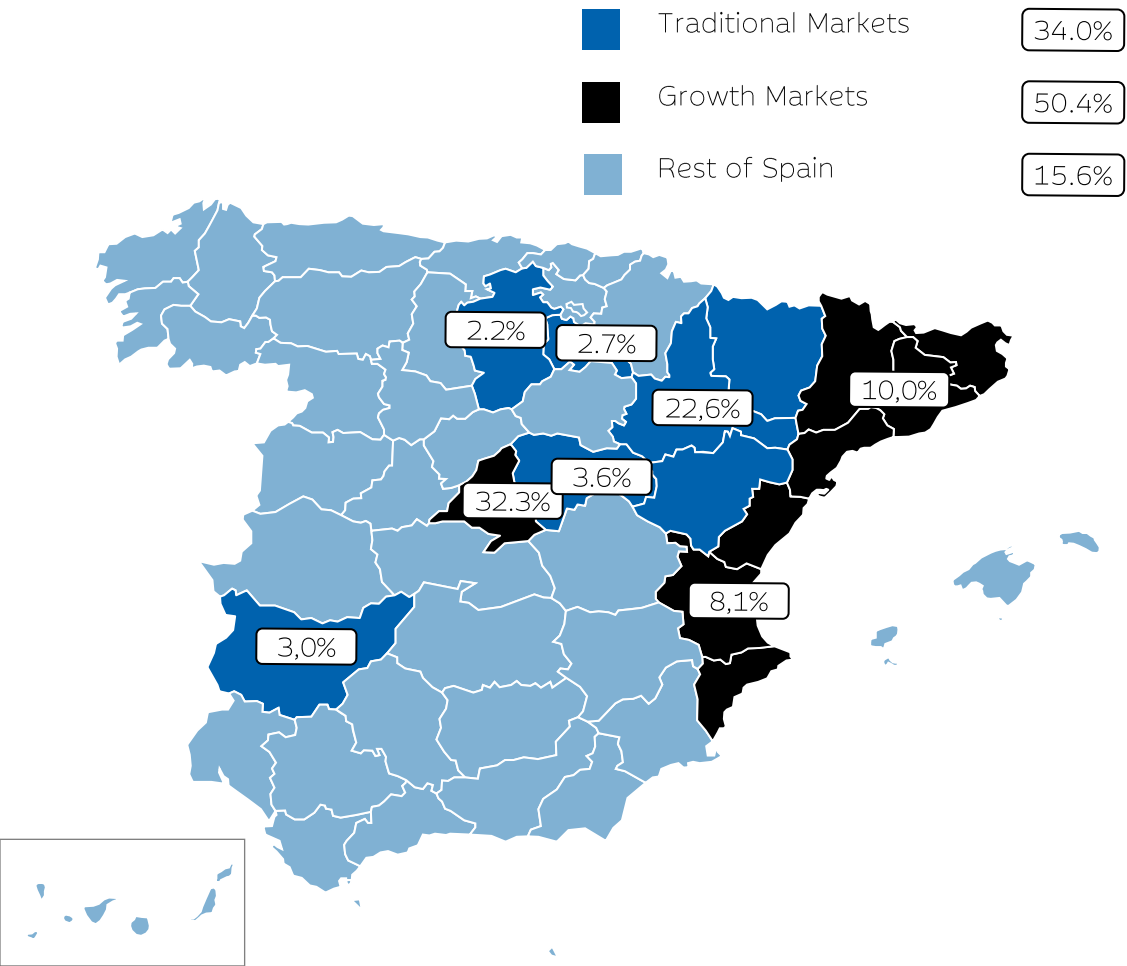 Traditional Markets 34.0%
Growth Markets 50.4%
Rest of Spain 15.6%
2.2%
2.7%
10,0%
22,6%
3.6%
32.3%
8,1%
3,0%